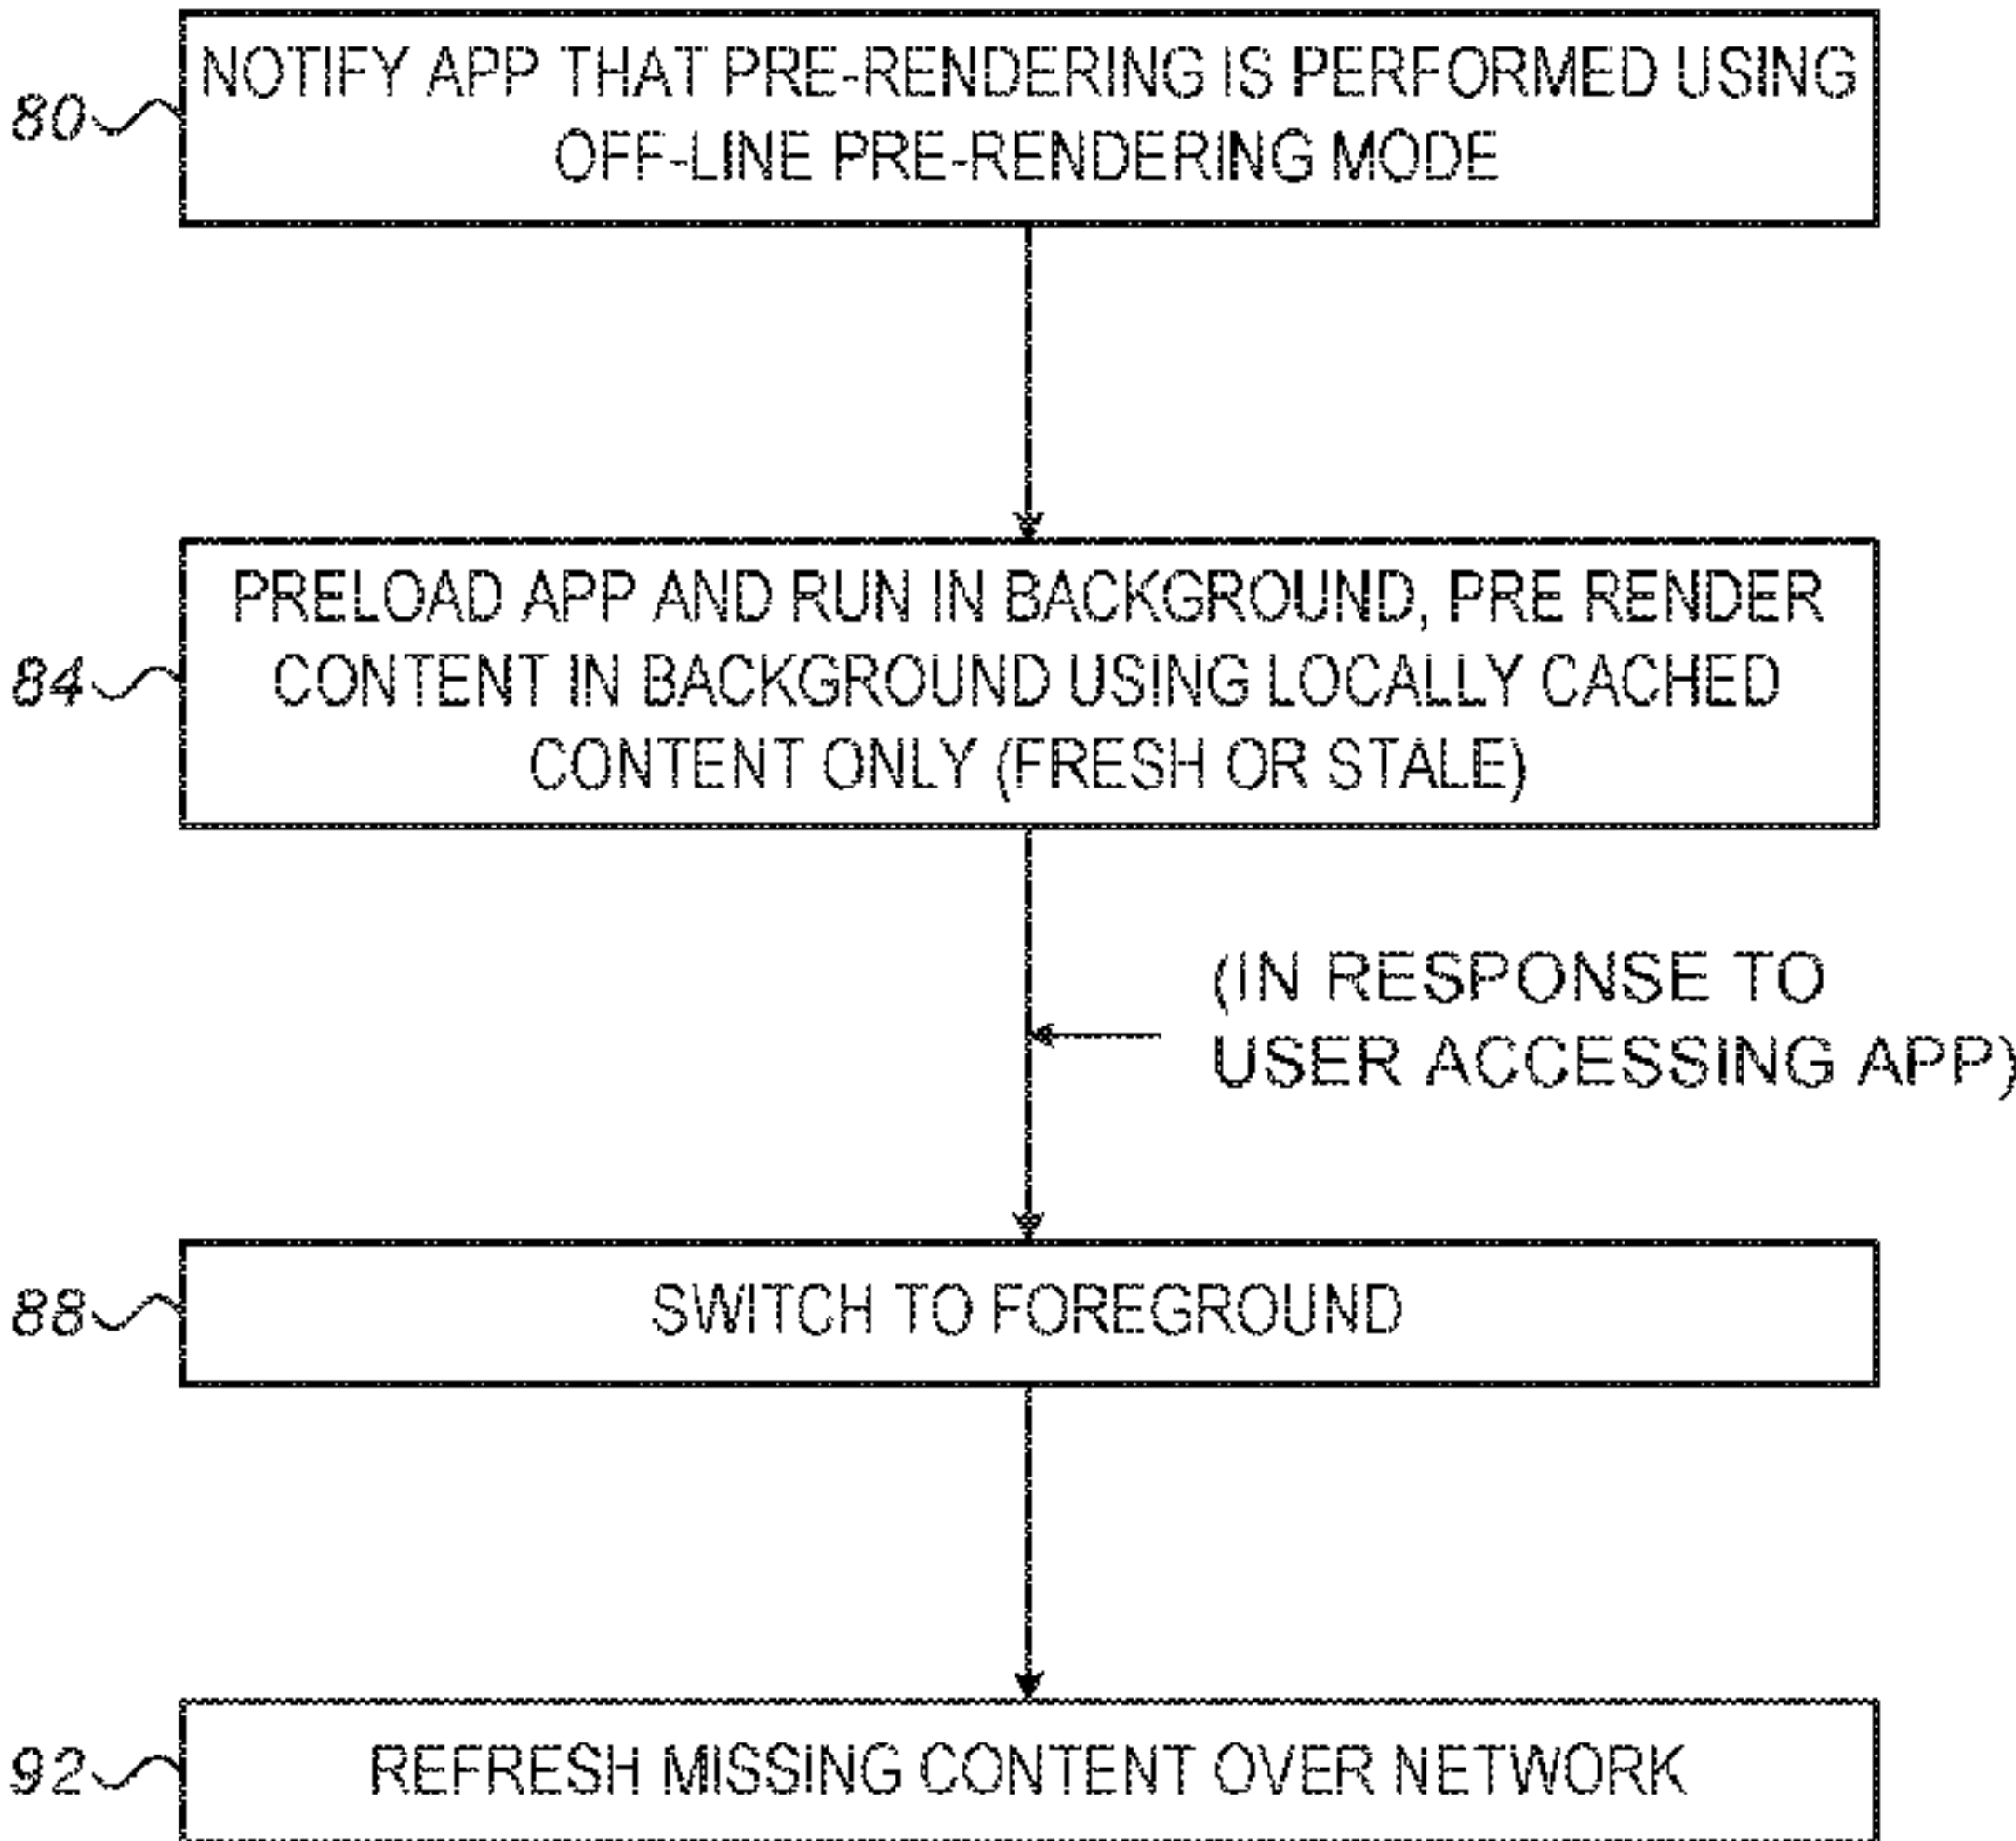 NOTIFY APP THAT PRE-RENDERING IS PERFORMED USING
80
OFF-LINE PRE-RENDERING MODE
PRELOAD APP AND RUN IN BACKGROUND, PRE RENDER
84
CONTENT IN BACKGROUND USING LOCALLY CACHED
CONTENT ONLY (FRESH OR STALE)
(IN RESPONSE TO
USER ACCESSING APP)
88
SWITCH TO FOREGROUND
92
REFRESH MISSING CONTENT OVER NETWORK